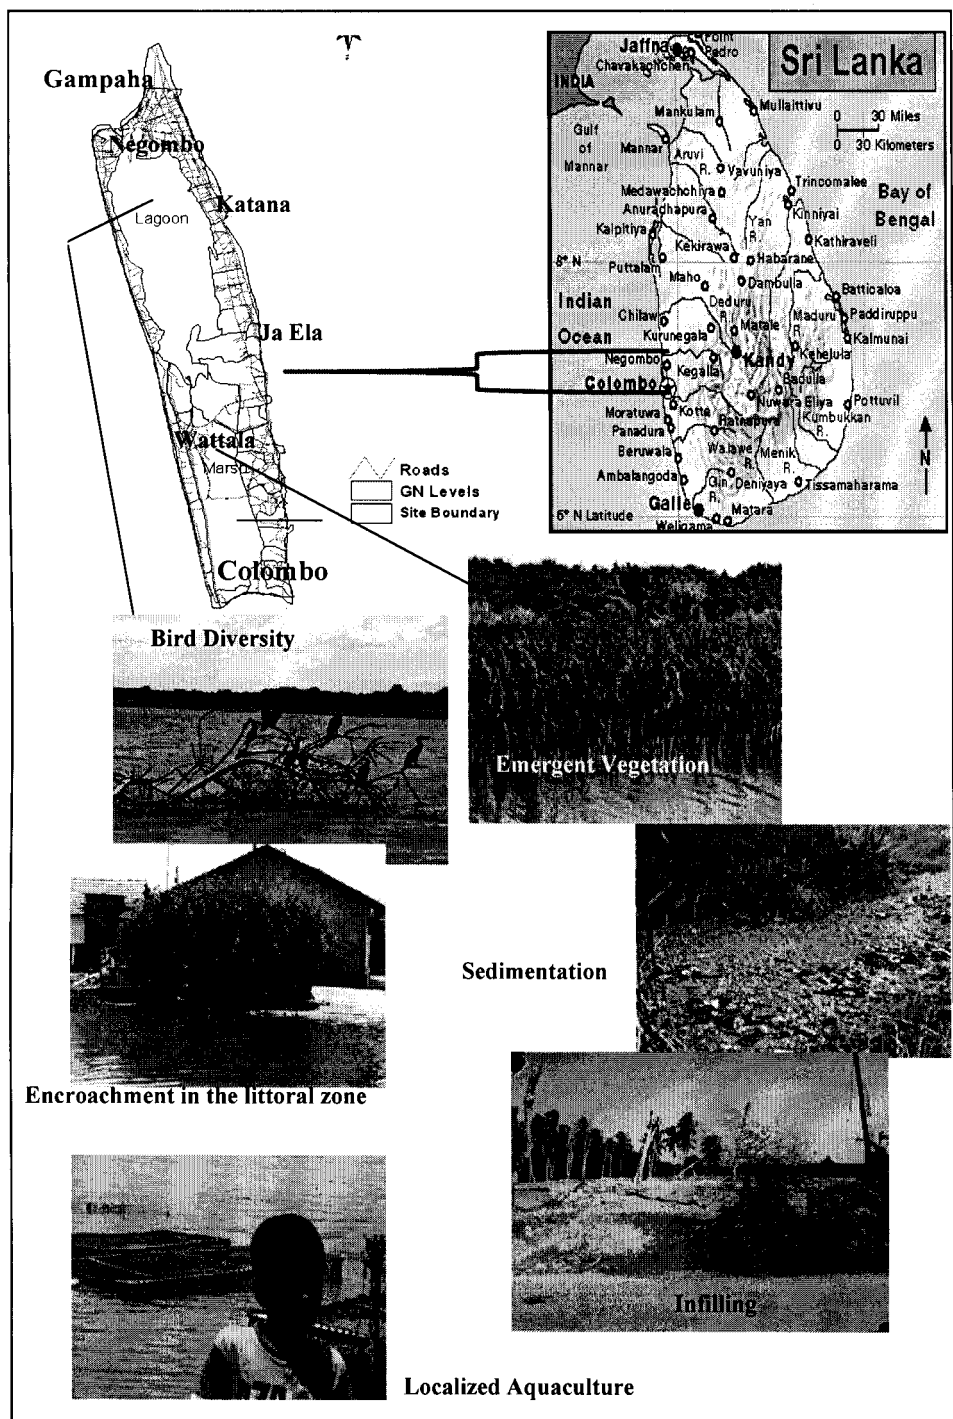 Gampaha
Negombo
Lagoon
Katana
Ja Ela
Wattala
Marsh
Colombo
Roads
GN Levels
Site Boundary
Sri Lanka
0 30 Miles
0 30 Kilometers
INDIA
Gulf
of
Mannar
Bay of
Bengal
Indian
Ocean
8° N
6° N Latitude
N
Jaffna
Point
Pedro
Chavakachcheri
Mankulam
Mullaittivu
Mannar
Aruvi
R.
Vavuniya
Medawachchiya
Trincomalee
Anuradhapura
Kinniyai
Kalpitiya
Yan
R.
Kathiraveli
Kekirawa
Habarane
Puttalam
Maho
Dambulla
Batticaloa
Deduru
R.
Maduru
R.
Paddiruppu
Chilaw
Kurunegala
Matale
Kalmunai
Negombo
Kegalla
Kandy
Kehelula
Colombo
Badulla
Kotte
Nuwara Eliya
Pottuvil
Moratuwa
Ratnapura
Kumbukkan
R.
Panadura
Walawe
R.
Menik
R.
Beruwala
Ambalangoda
Gin
R.
Deniyaya
Tissamaharama
Galle
Matara
Weligama
Bird Diversity
Emergent Vegetation
Sedimentation
Encroachment in the littoral zone
Infilling
Localized Aquaculture